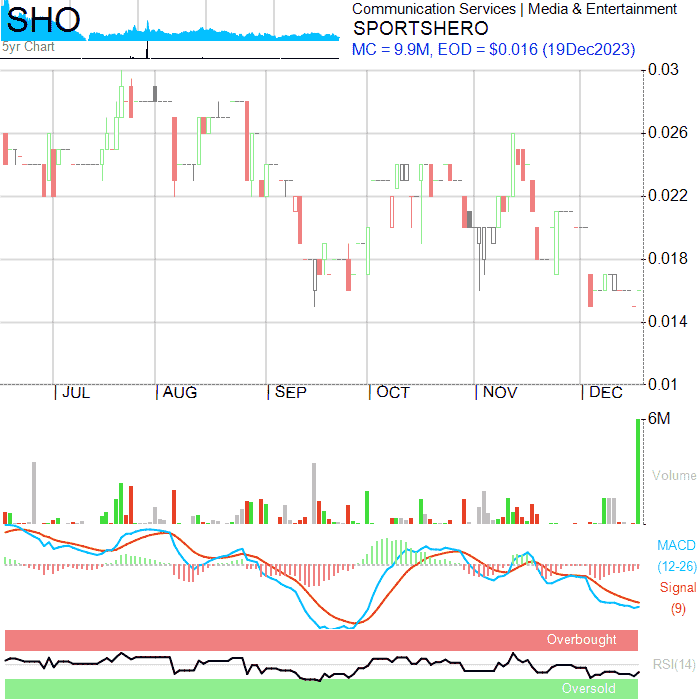 SHO
5yr Chart
Communication Services | Media & Entertainment
SPORTSHERO
MC = 9.9M, EOD = $0.016 (19Dec2023)
0.03
0.026
0.022
0.018
0.014
0.01
| JUL | AUG | SEP | OCT | NOV | DEC
6M
Volume
MACD
(12-26)
Signal
(9)
Overbought
RSI(14)
Oversold